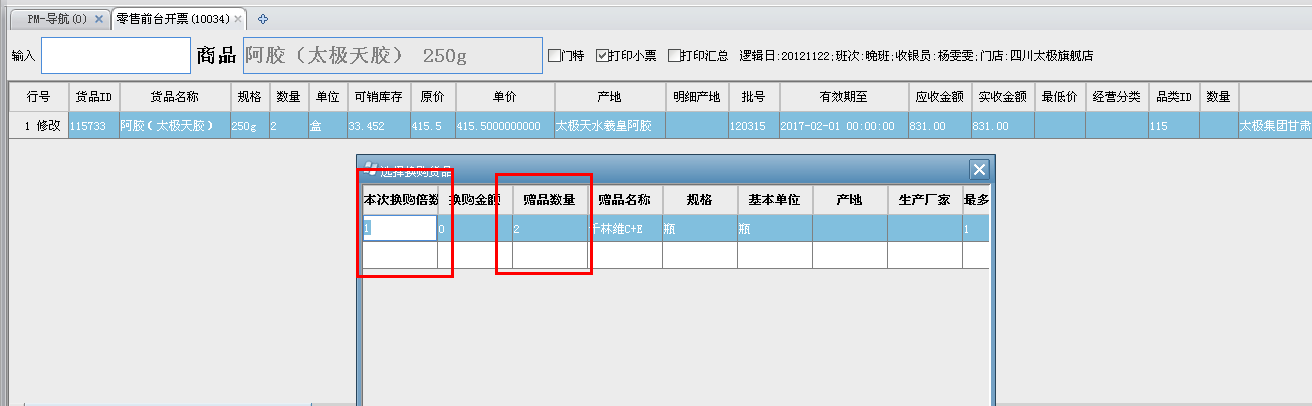 PM-导航(0) × 零售前台开票(10034) ×
输入 商品 阿胶（太极天胶） 250g 门特 打印小票 打印汇总 逻辑日:20121122;班次:晚班;收银员:杨雯雯;门店:四川太极旗舰店
行号 货品ID 货品名称 规格 数量 单位 可销库存 原价 单价 产地 明细产地 批号 有效期至 应收金额 实收金额 最低价 经营分类 品类ID 数量
1 修改 115733 阿胶（太极天胶） 250g 2 盒 33.452 415.5 415.5000000000 太极天水羲皇阿胶 120315 2017-02-01 00:00:00 831.00 831.00 115 太极集团甘肃
选择换购货品
本次换购倍数 换购金额 赠品数量 赠品名称 规格 基本单位 产地 生产厂家 最多
1 0 2 千林维C+E 瓶 瓶 1